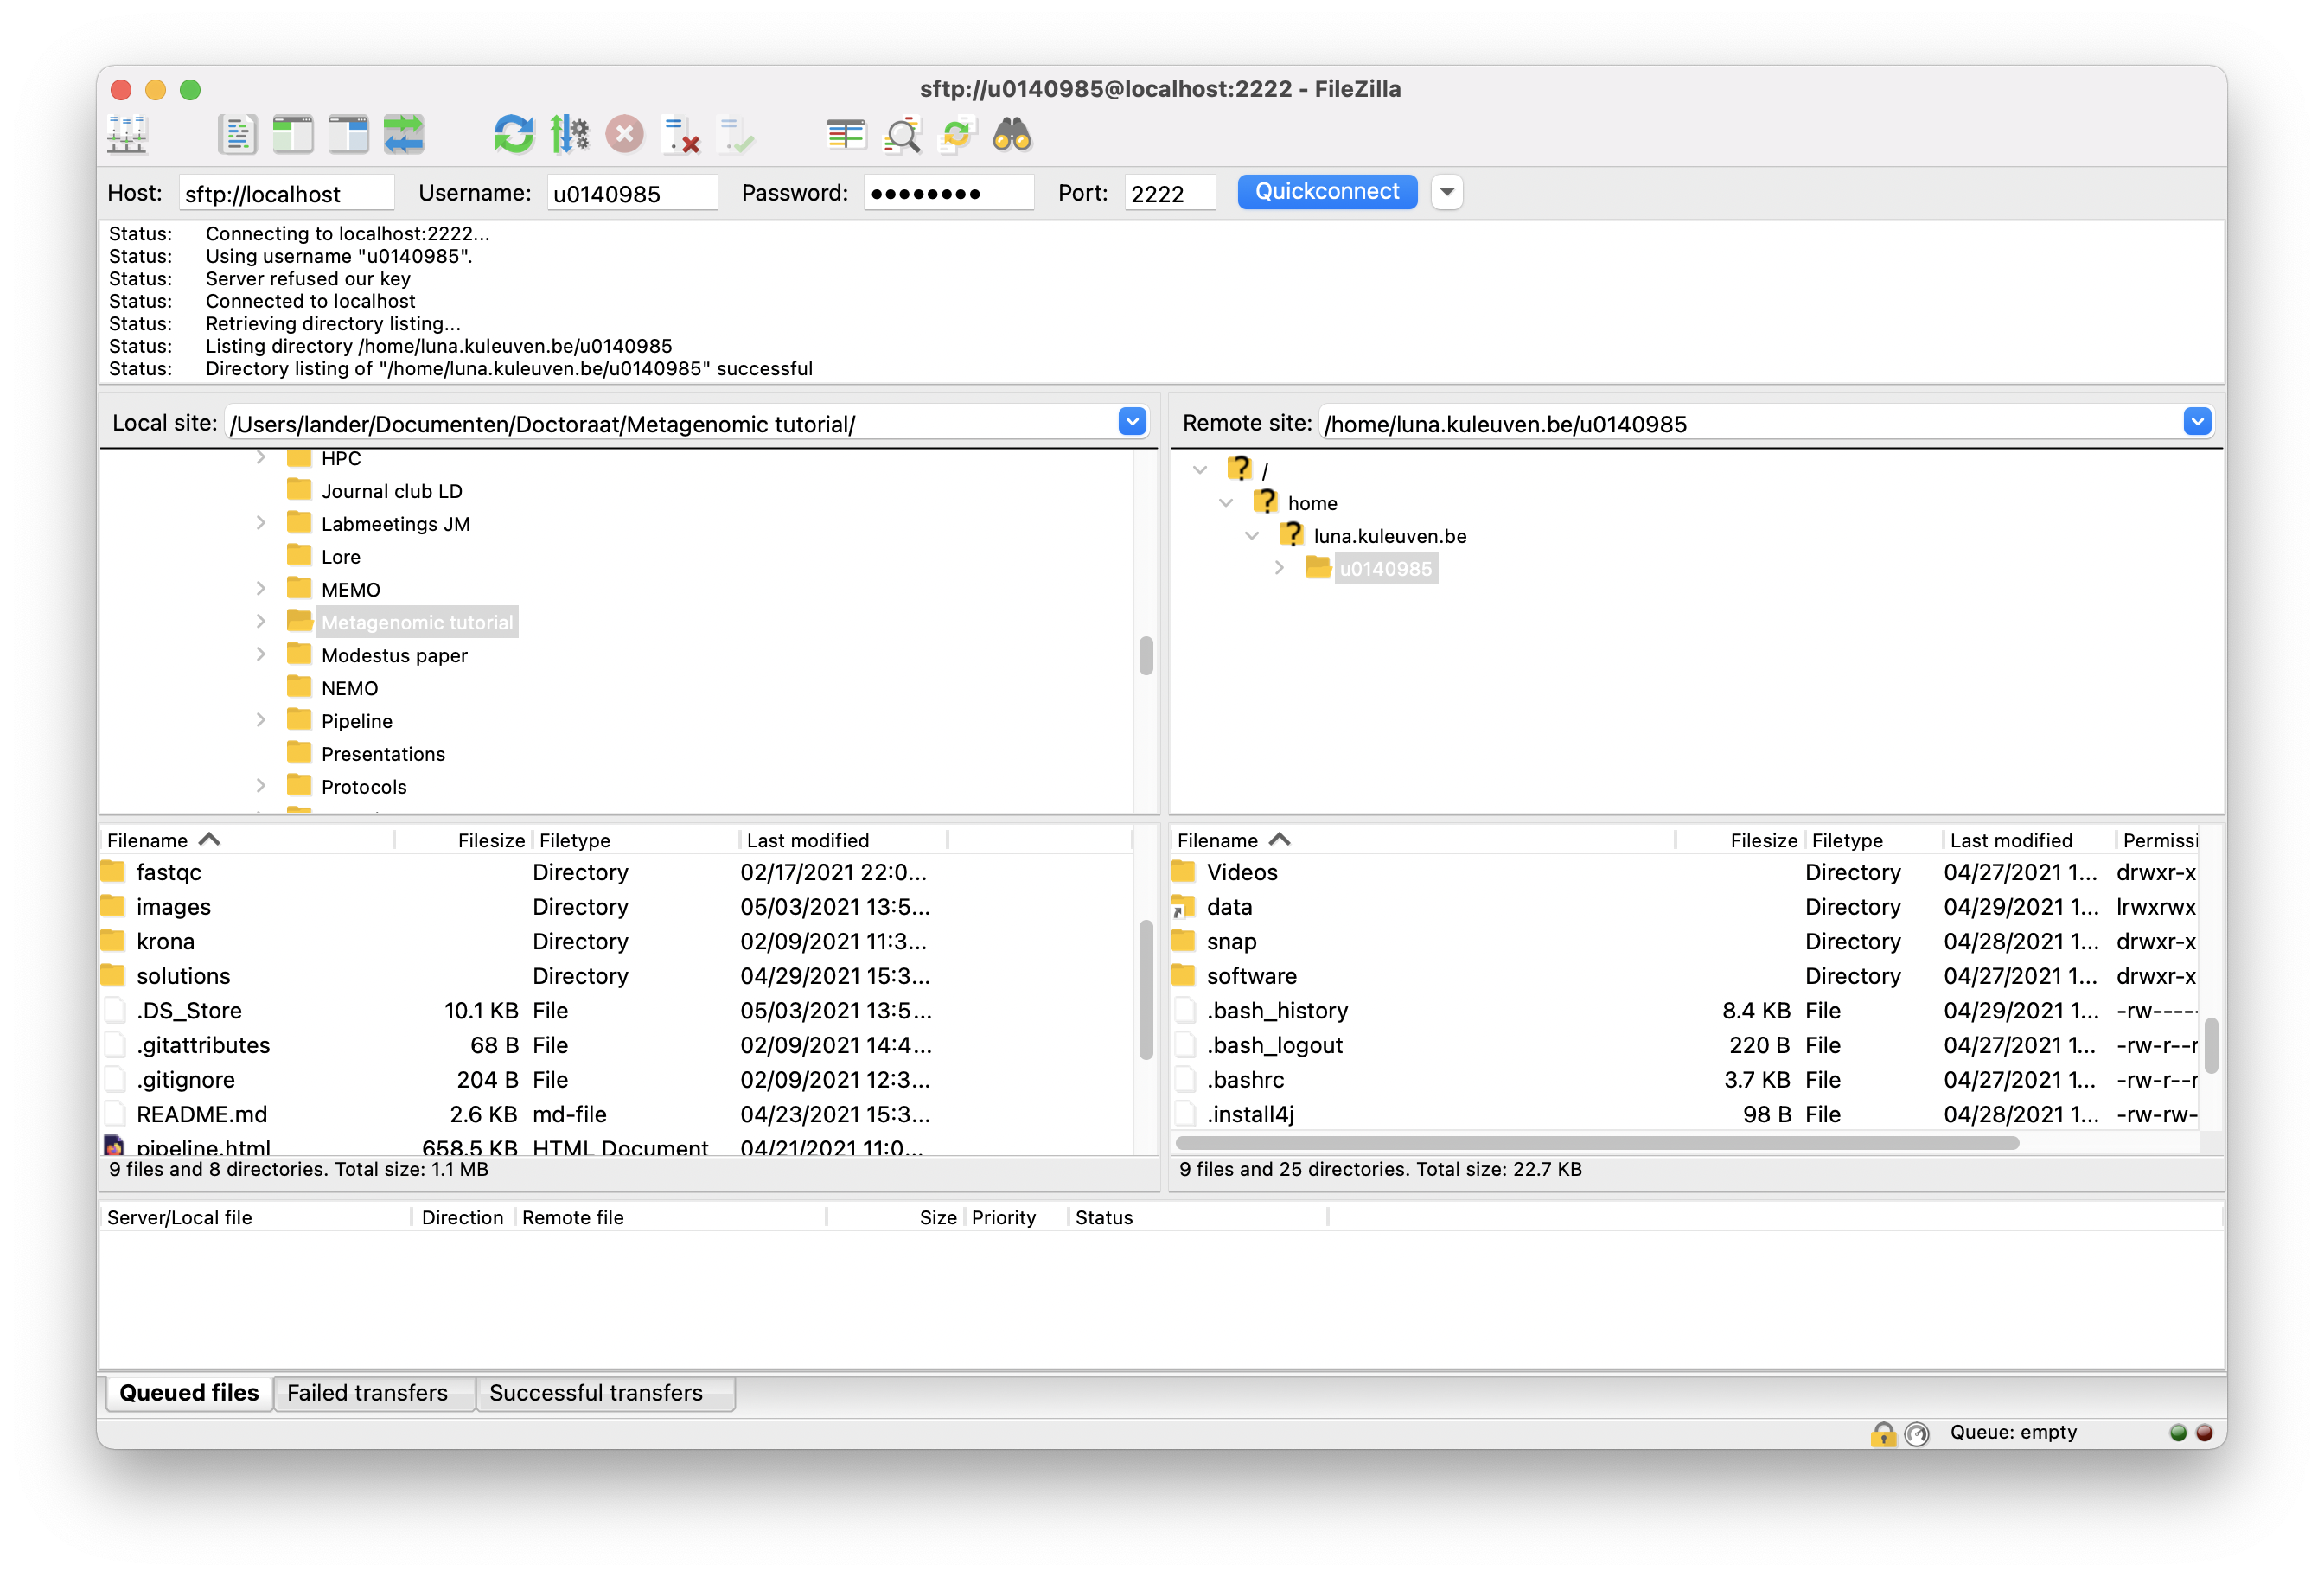 sftp://u0140985@localhost:2222 - FileZilla
Host: sftp://localhost Username: u0140985 Password: ●●●●●●●● Port: 2222 Quickconnect
Status: Connecting to localhost:2222...
Status: Using username "u0140985".
Status: Server refused our key
Status: Connected to localhost
Status: Retrieving directory listing...
Status: Listing directory /home/luna.kuleuven.be/u0140985
Status: Directory listing of "/home/luna.kuleuven.be/u0140985" successful
Local site: /Users/lander/Documenten/Doctoraat/Metagenomic tutorial/
HPC
Journal club LD
Labmeetings JM
Lore
MEMO
Metagenomic tutorial
Modestus paper
NEMO
Pipeline
Presentations
Protocols
Remote site: /home/luna.kuleuven.be/u0140985
/
home
luna.kuleuven.be
u0140985
Filename Filesize Filetype Last modified
fastqc Directory 02/17/2021 22:0...
images Directory 05/03/2021 13:5...
krona Directory 02/09/2021 11:3...
solutions Directory 04/29/2021 15:3...
.DS_Store 10.1 KB File 05/03/2021 13:5...
.gitattributes 68 B File 02/09/2021 14:4...
.gitignore 204 B File 02/09/2021 12:3...
README.md 2.6 KB md-file 04/23/2021 15:3...
pipeline.html 658.5 KB HTML Document 04/21/2021 11:0...
9 files and 8 directories. Total size: 1.1 MB
Filename Filesize Filetype Last modified Permissi
Videos Directory 04/27/2021 1... drwxr-x
data Directory 04/29/2021 1... lrwxrwx
snap Directory 04/28/2021 1... drwxr-x
software Directory 04/27/2021 1... drwxr-x
.bash_history 8.4 KB File 04/29/2021 1... -rw-----
.bash_logout 220 B File 04/27/2021 1... -rw-r--r
.bashrc 3.7 KB File 04/27/2021 1... -rw-r--r
.install4j 98 B File 04/28/2021 1... -rw-rw-
9 files and 25 directories. Total size: 22.7 KB
Server/Local file Direction Remote file Size Priority Status
Queued files Failed transfers Successful transfers
Queue: empty